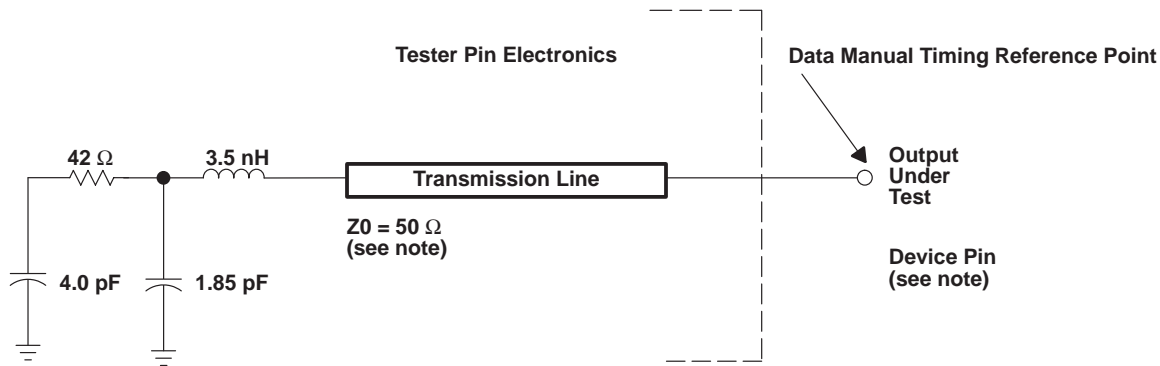 Tester Pin Electronics
Data Manual Timing Reference Point
42 Ω
3.5 nH
Transmission Line
Output
Under
Test
Z0 = 50 Ω
(see note)
Device Pin
(see note)
4.0 pF
1.85 pF